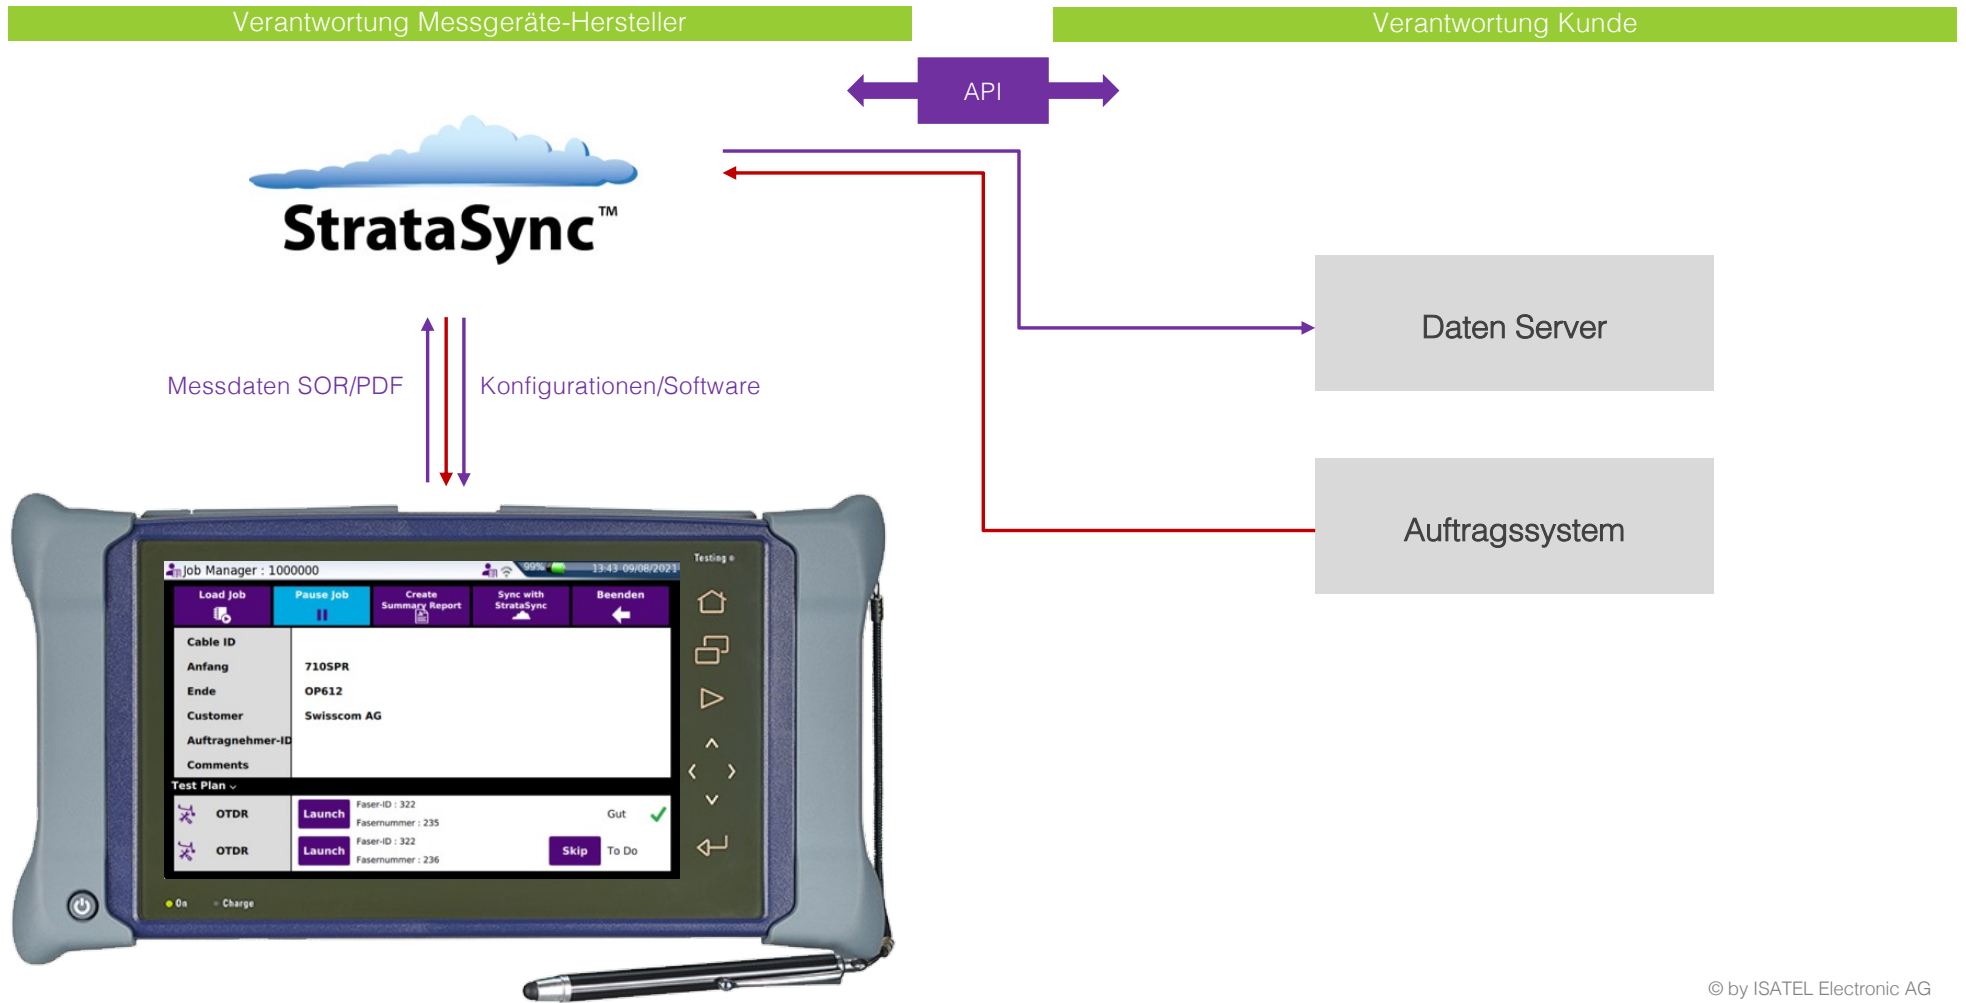 Verantwortung Messgeräte-Hersteller
Verantwortung Kunde
API
StrataSync™
Daten Server
Messdaten SOR/PDF
Konfigurationen/Software
Auftragssystem
Testing
Job Manager : 1000000
99%
13:43 09/08/2021
Load Job
Pause Job
Create
Summary Report
Sync with
StrataSync
Beenden
Cable ID
Anfang
710SPR
Ende
OP612
Customer
Swisscom AG
Auftragnehmer-ID
Comments
Test Plan
OTDR
Launch
Faser-ID : 322
Fasernummer : 235
Gut
OTDR
Launch
Faser-ID : 322
Fasernummer : 236
Skip
To Do
On
Charge
© by ISATEL Electronic AG